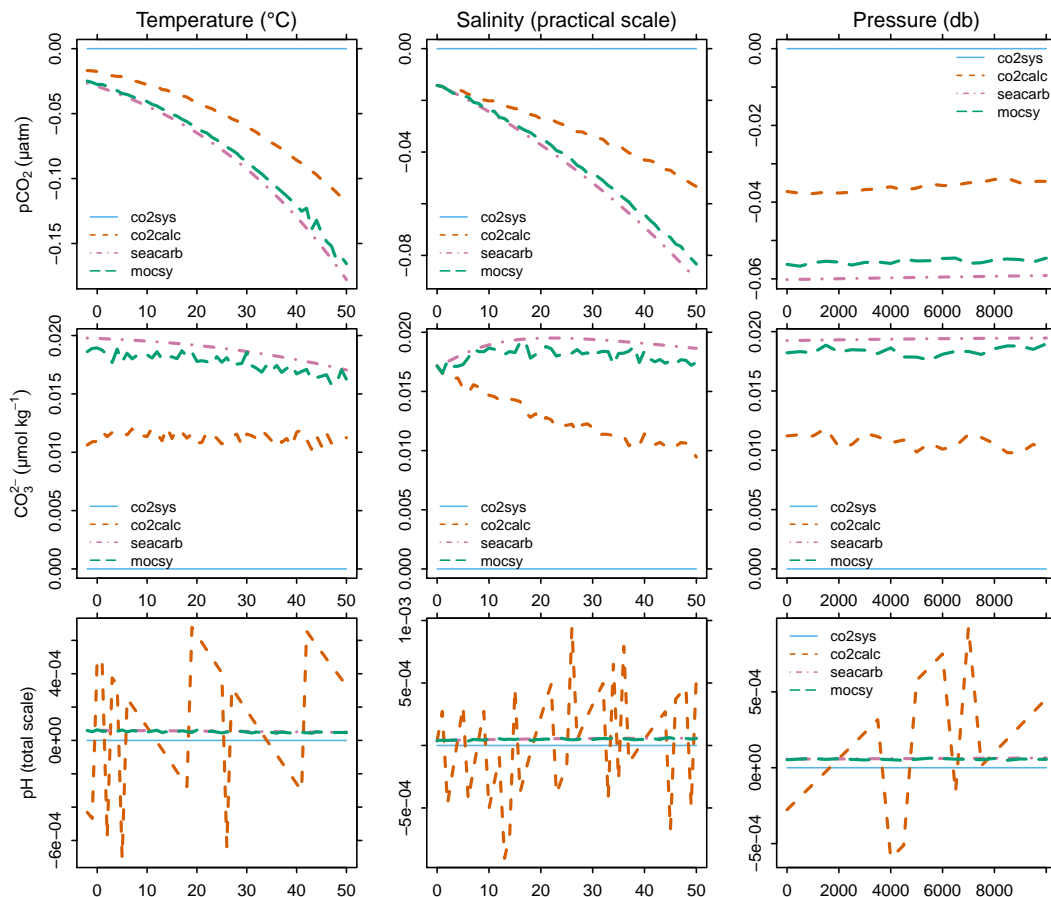 Temperature (°C)
Salinity (practical scale)
Pressure (db)
pCO2 (μatm)
0.00
−0.05
−0.10
−0.15
co2sys
co2calc
seacarb
mocsy
0 10 20 30 40 50
0.00
−0.04
−0.08
co2sys
co2calc
seacarb
mocsy
0 10 20 30 40 50
0.00
−0.02
−0.04
−0.06
co2sys
co2calc
seacarb
mocsy
0 2000 4000 6000 8000
CO3^2− (μmol kg−1)
0.020
0.015
0.010
0.005
0.000
co2sys
co2calc
seacarb
mocsy
0 10 20 30 40 50
0.020
0.015
0.010
0.005
0.000
co2sys
co2calc
seacarb
mocsy
0 10 20 30 40 50
0.020
0.015
0.010
0.005
0.000
co2sys
co2calc
seacarb
mocsy
0 2000 4000 6000 8000
pH (total scale)
4e−04
0e+00
−6e−04
0 10 20 30 40 50
1e−03
5e−04
−5e−04
0 10 20 30 40 50
5e−04
0e+00
−5e−04
co2sys
co2calc
seacarb
mocsy
0 2000 4000 6000 8000